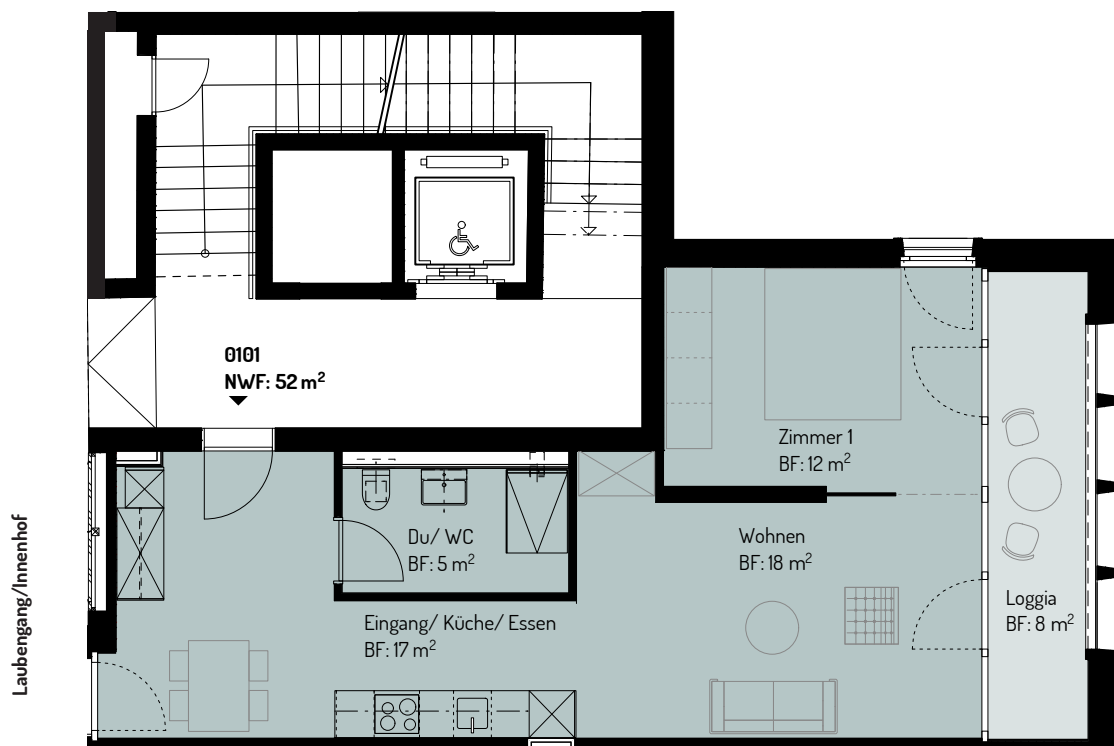 0101
NWF: 52 m²
Zimmer 1
BF: 12 m²
Du/ WC
BF: 5 m²
Wohnen
BF: 18 m²
Loggia
BF: 8 m²
Eingang/ Küche/ Essen
BF: 17 m²
Laubengang/Innenhof